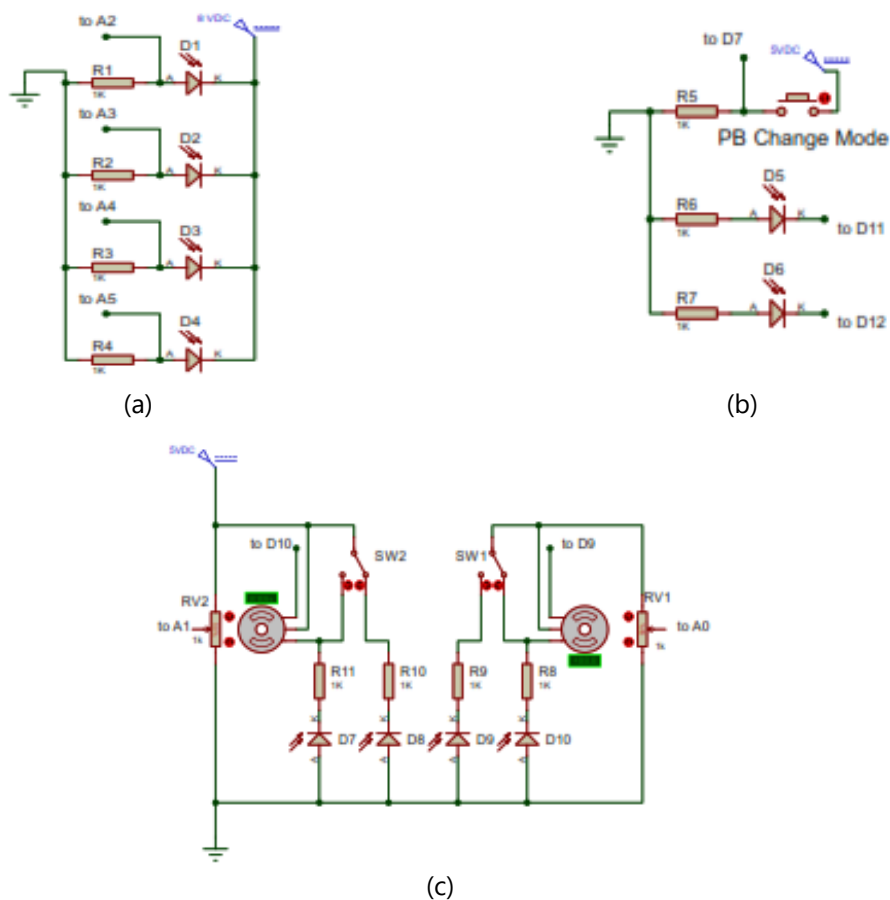 to A2
8 VDC
D1
R1
A
K
1K
to A3
D2
R2
A
K
1K
to A4
D3
R3
A
K
1K
to A5
D4
R4
A
K
1K
(a)
to D7
5VDC
R5
1K
PB Change Mode
D5
R6
A
K
to D11
1K
D6
R7
A
K
to D12
1K
(b)
5VDC
to D10
SW2
SW1
to D9
RV2
RV1
to A1
to A0
1k
1k
R11
R10
R9
R8
1K
1K
1K
1K
K
K
K
K
D7
D8
D9
D10
A
A
A
A
(c)